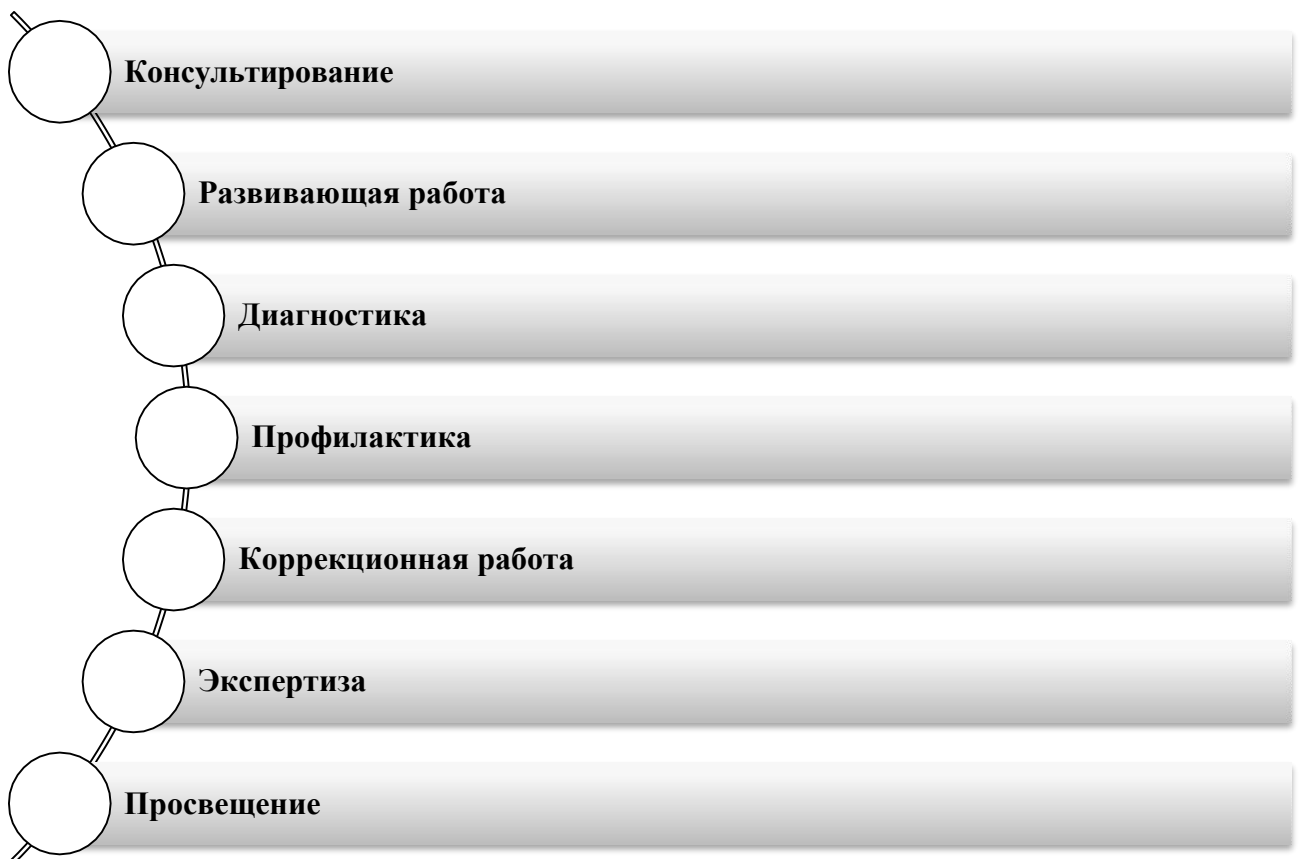 Консультирование
Развивающая работа
Диагностика
Профилактика
Коррекционная работа
Экспертиза
Просвещение